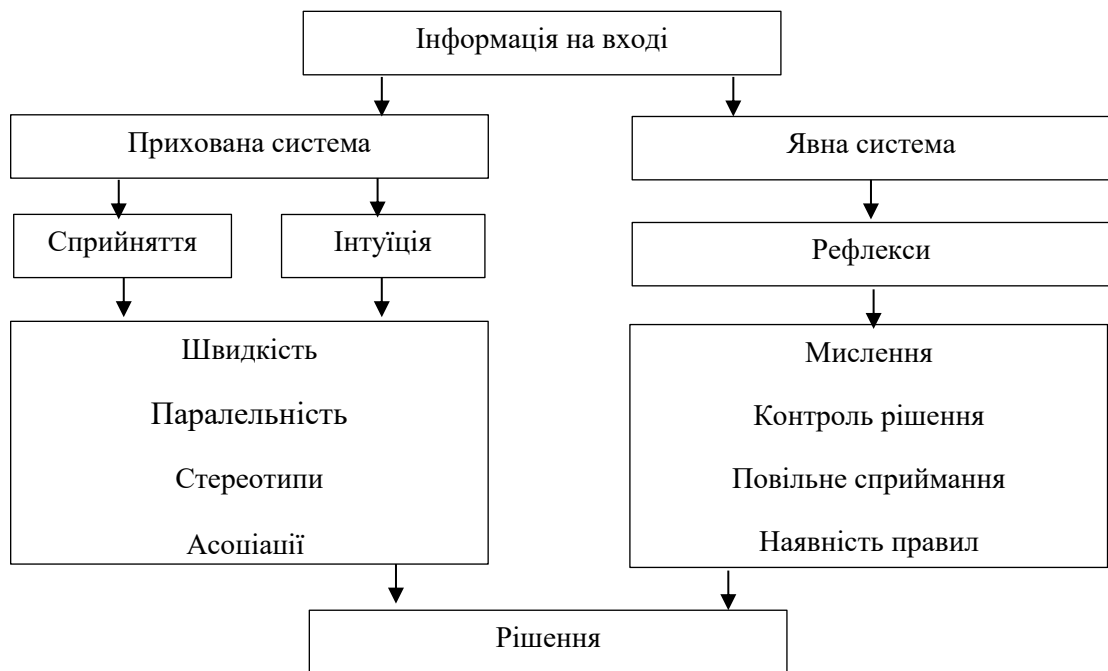 Інформація на вході
Прихована система
Явна система
Сприйняття
Інтуїція
Рефлекси
Швидкість
Паралельність
Стереотипи
Асоціації
Мислення
Контроль рішення
Повільне сприймання
Наявність правил
Рішення